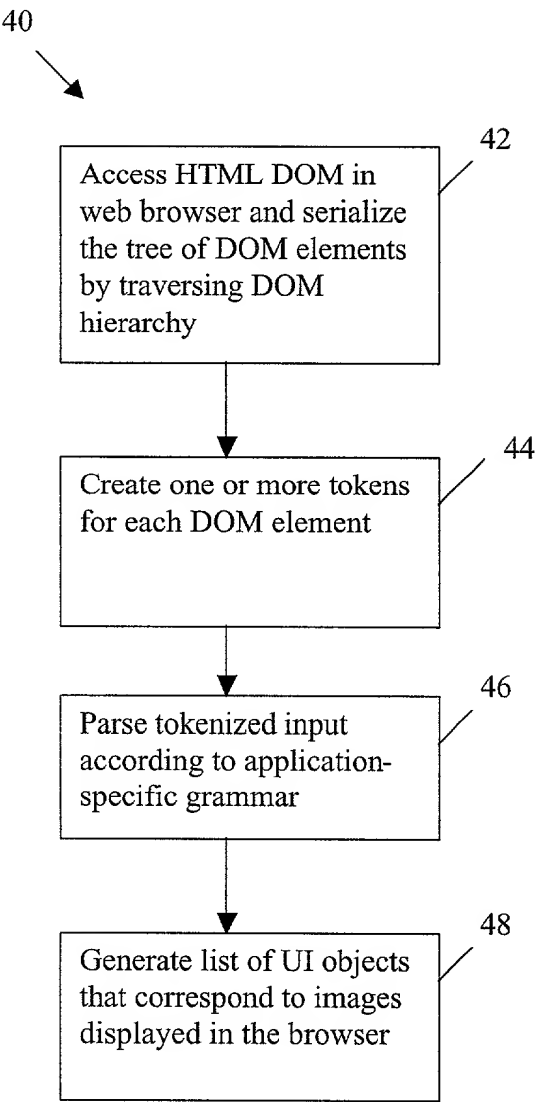 40
42
Access HTML DOM in
web browser and serialize
the tree of DOM elements
by traversing DOM
hierarchy
44
Create one or more tokens
for each DOM element
46
Parse tokenized input
according to application-
specific grammar
48
Generate list of UI objects
that correspond to images
displayed in the browser